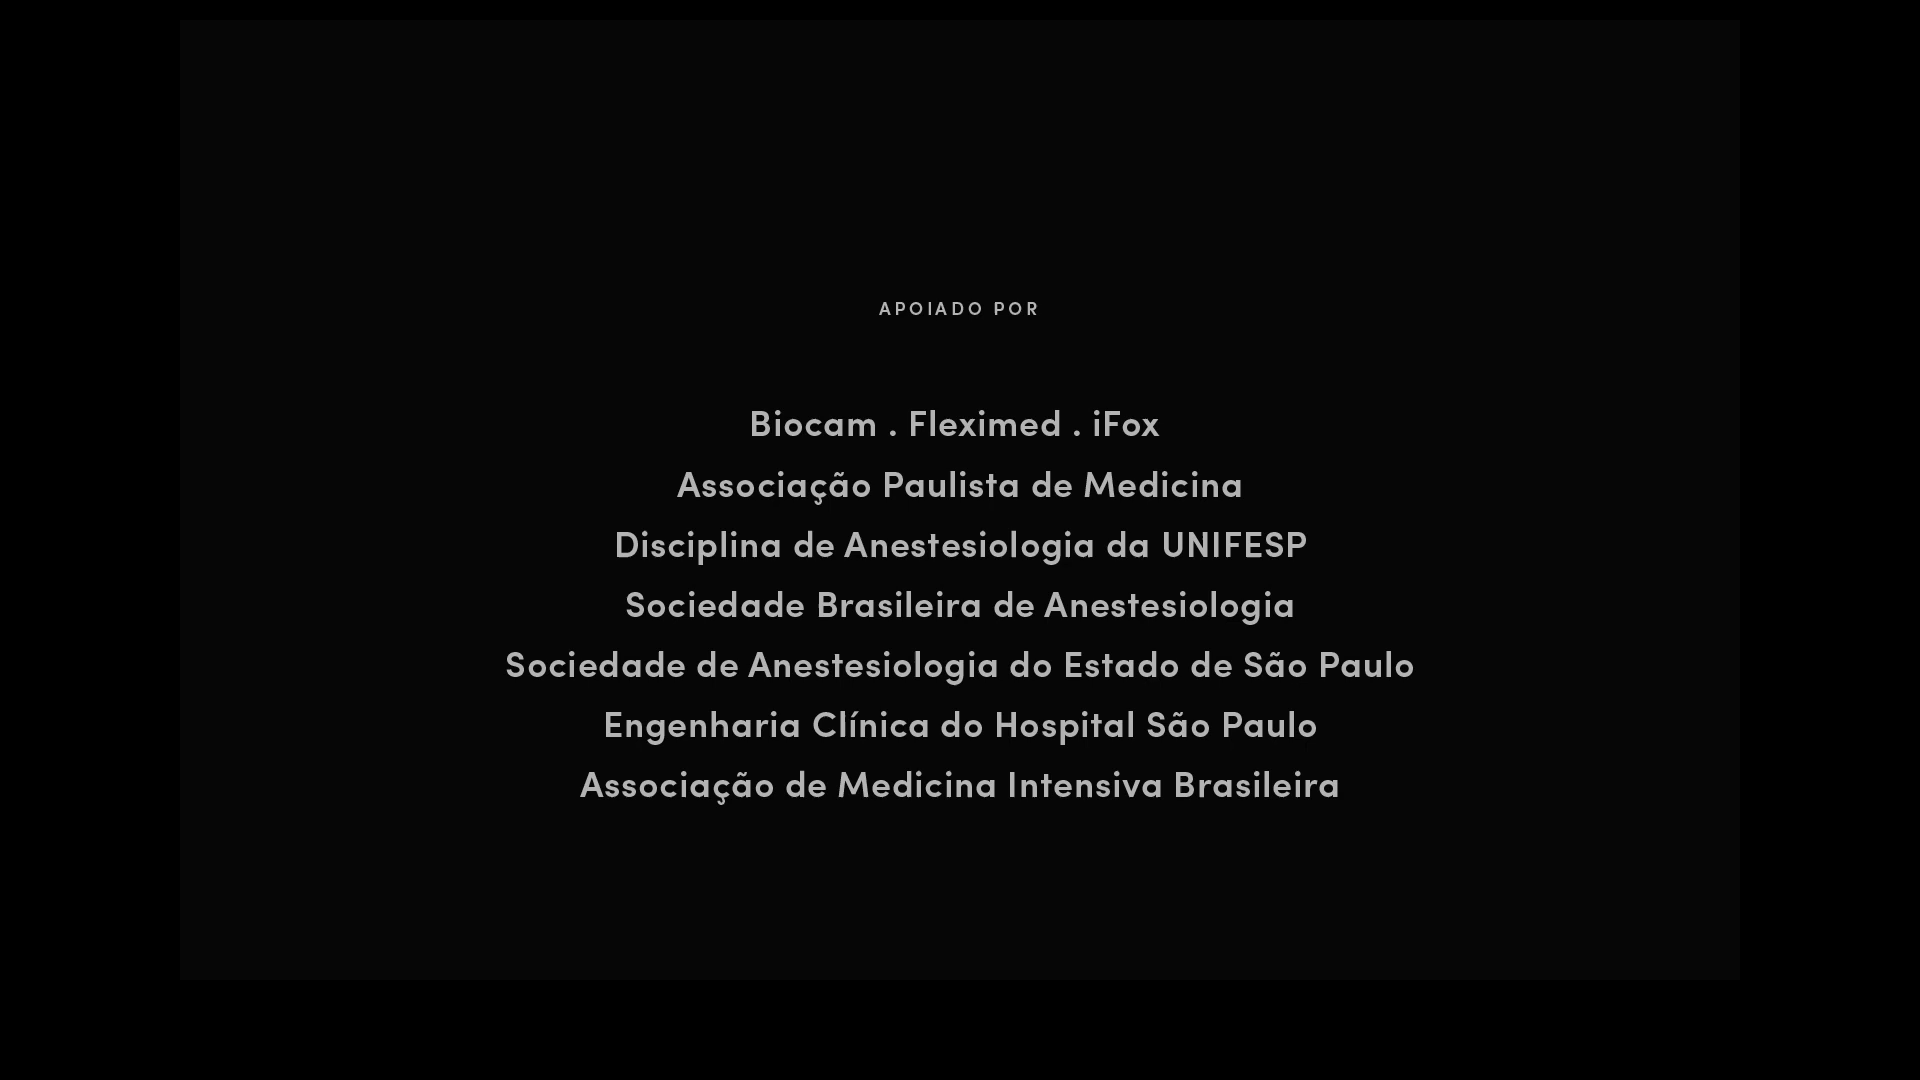 APOIADO POR
Biocam . Fleximed . iFox
Associação Paulista de Medicina
Disciplina de Anestesiologia da UNIFESP
Sociedade Brasileira de Anestesiologia
Sociedade de Anestesiologia do Estado de São Paulo
Engenharia Clínica do Hospital São Paulo
Associação de Medicina Intensiva Brasileira